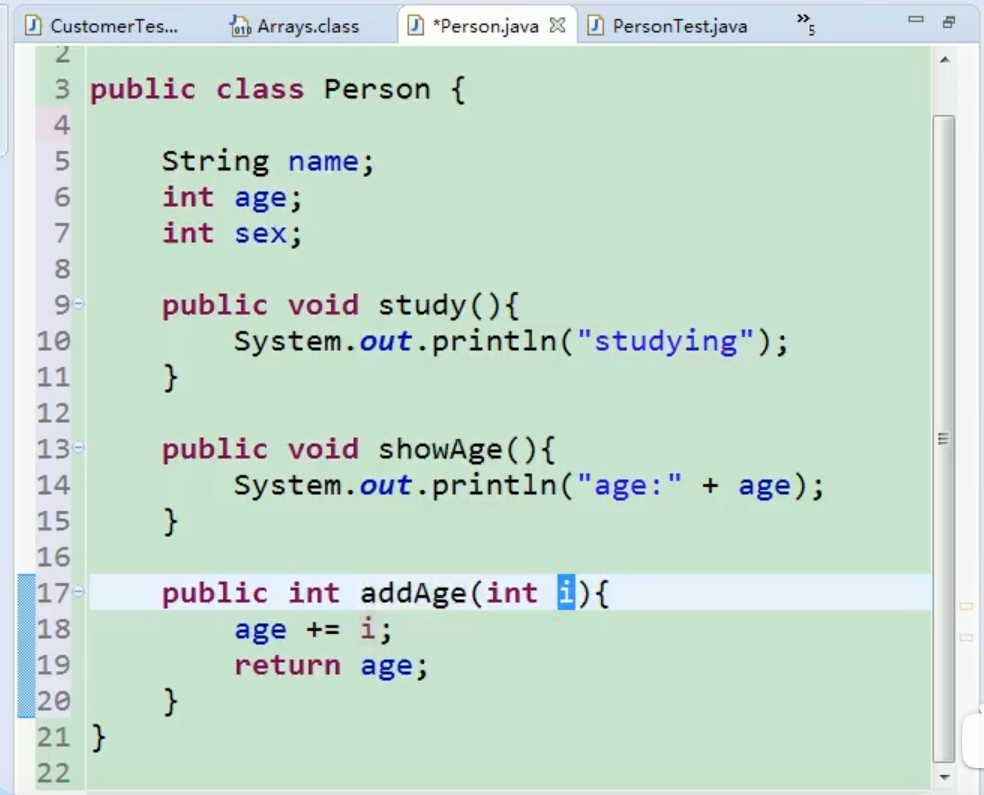 CustomerTes... Arrays.class *Person.java PersonTest.java »5
2
3 public class Person {
4
5     String name;
6     int age;
7     int sex;
8
9     public void study(){
10         System.out.println("studying");
11     }
12
13     public void showAge(){
14         System.out.println("age:" + age);
15     }
16
17     public int addAge(int i){
18         age += i;
19         return age;
20     }
21 }
22